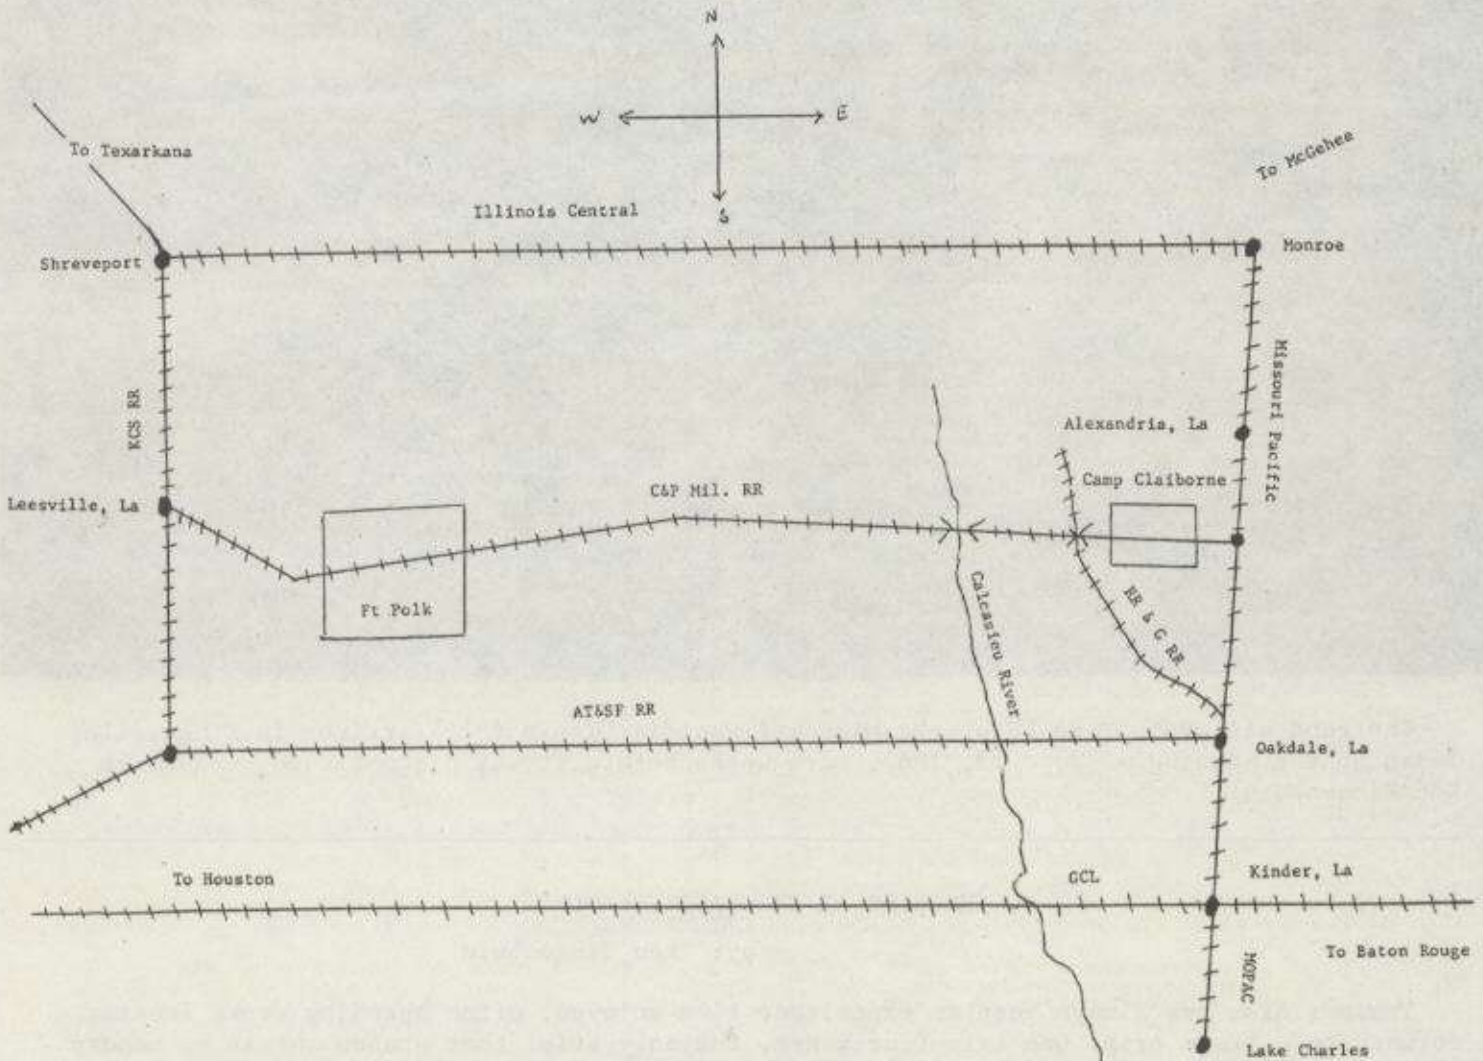 N
W
E
S
To Texarkana
To McGehee
Illinois Central
Shreveport
Monroe
KCS RR
Missouri Pacific
Alexandria, La
Camp Claiborne
Leesville, La
C&P Mil. RR
Ft Polk
Calcasieu River
RR & G RR
AT&SF RR
Oakdale, La
To Houston
GCL
Kinder, La
To Baton Rouge
MOPAC
Lake Charles